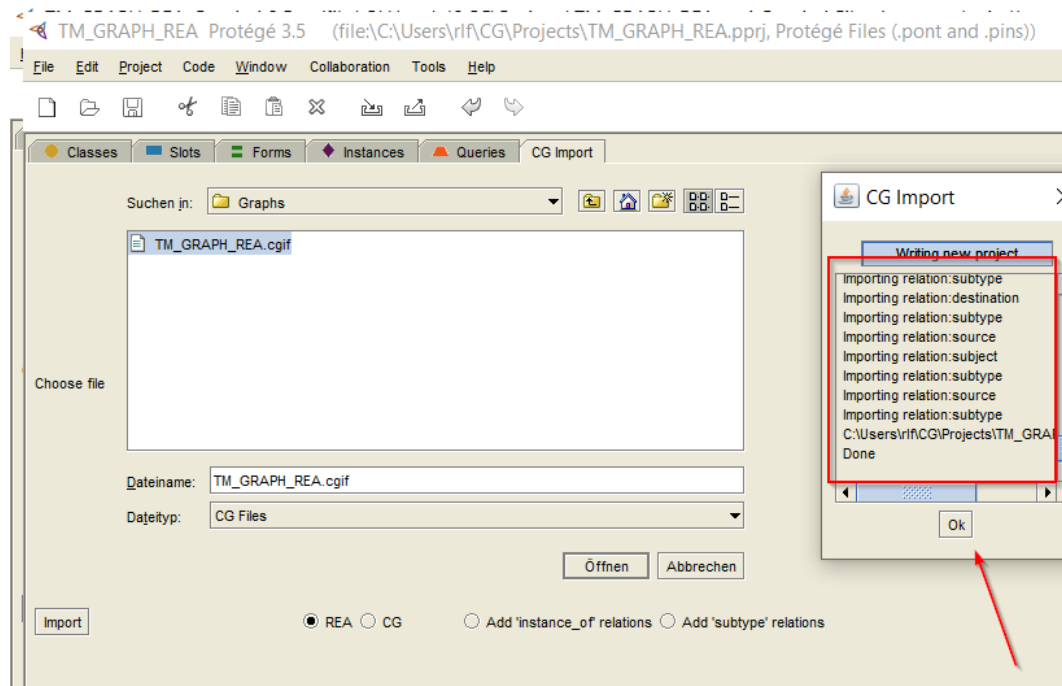 TM_GRAPH_REA Protégé 3.5 (file:\C:\Users\rlf\CG\Projects\TM_GRAPH_REA.pprj, Protégé Files (.pont and .pins))
File Edit Project Code Window Collaboration Tools Help
Classes Slots Forms Instances Queries CG Import
Suchen in: Graphs
TM_GRAPH_REA.cgif
Choose file
Dateiname: TM_GRAPH_REA.cgif
Dateityp: CG Files
Öffnen Abbrechen
Import REA CG Add 'instance_of' relations Add 'subtype' relations
CG Import
Writing new project
Importing relation:subtype
Importing relation:destination
Importing relation:subtype
Importing relation:source
Importing relation:subject
Importing relation:subtype
Importing relation:source
Importing relation:subtype
C:\Users\rlf\CG\Projects\TM_GRA
Done
Ok